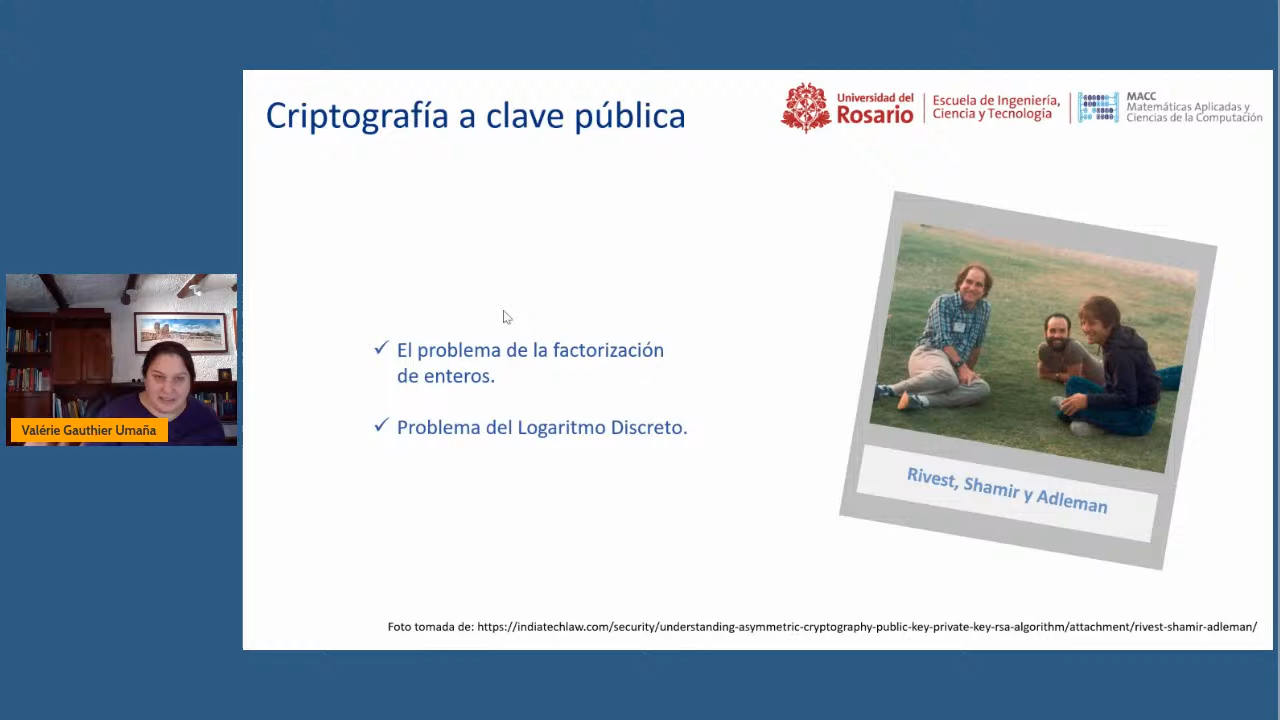 Criptografía a clave pública
Universidad del
Rosario
Escuela de Ingeniería,
Ciencia y Tecnología
MACC
Matemáticas Aplicadas y
Ciencias de la Computación
✓ El problema de la factorización
de enteros.
✓ Problema del Logaritmo Discreto.
Rivest, Shamir y Adleman
Valérie Gauthier Umaña
Foto tomada de: https://indiatechlaw.com/security/understanding-asymmetric-cryptography-public-key-private-key-rsa-algorithm/attachment/rivest-shamir-adleman/